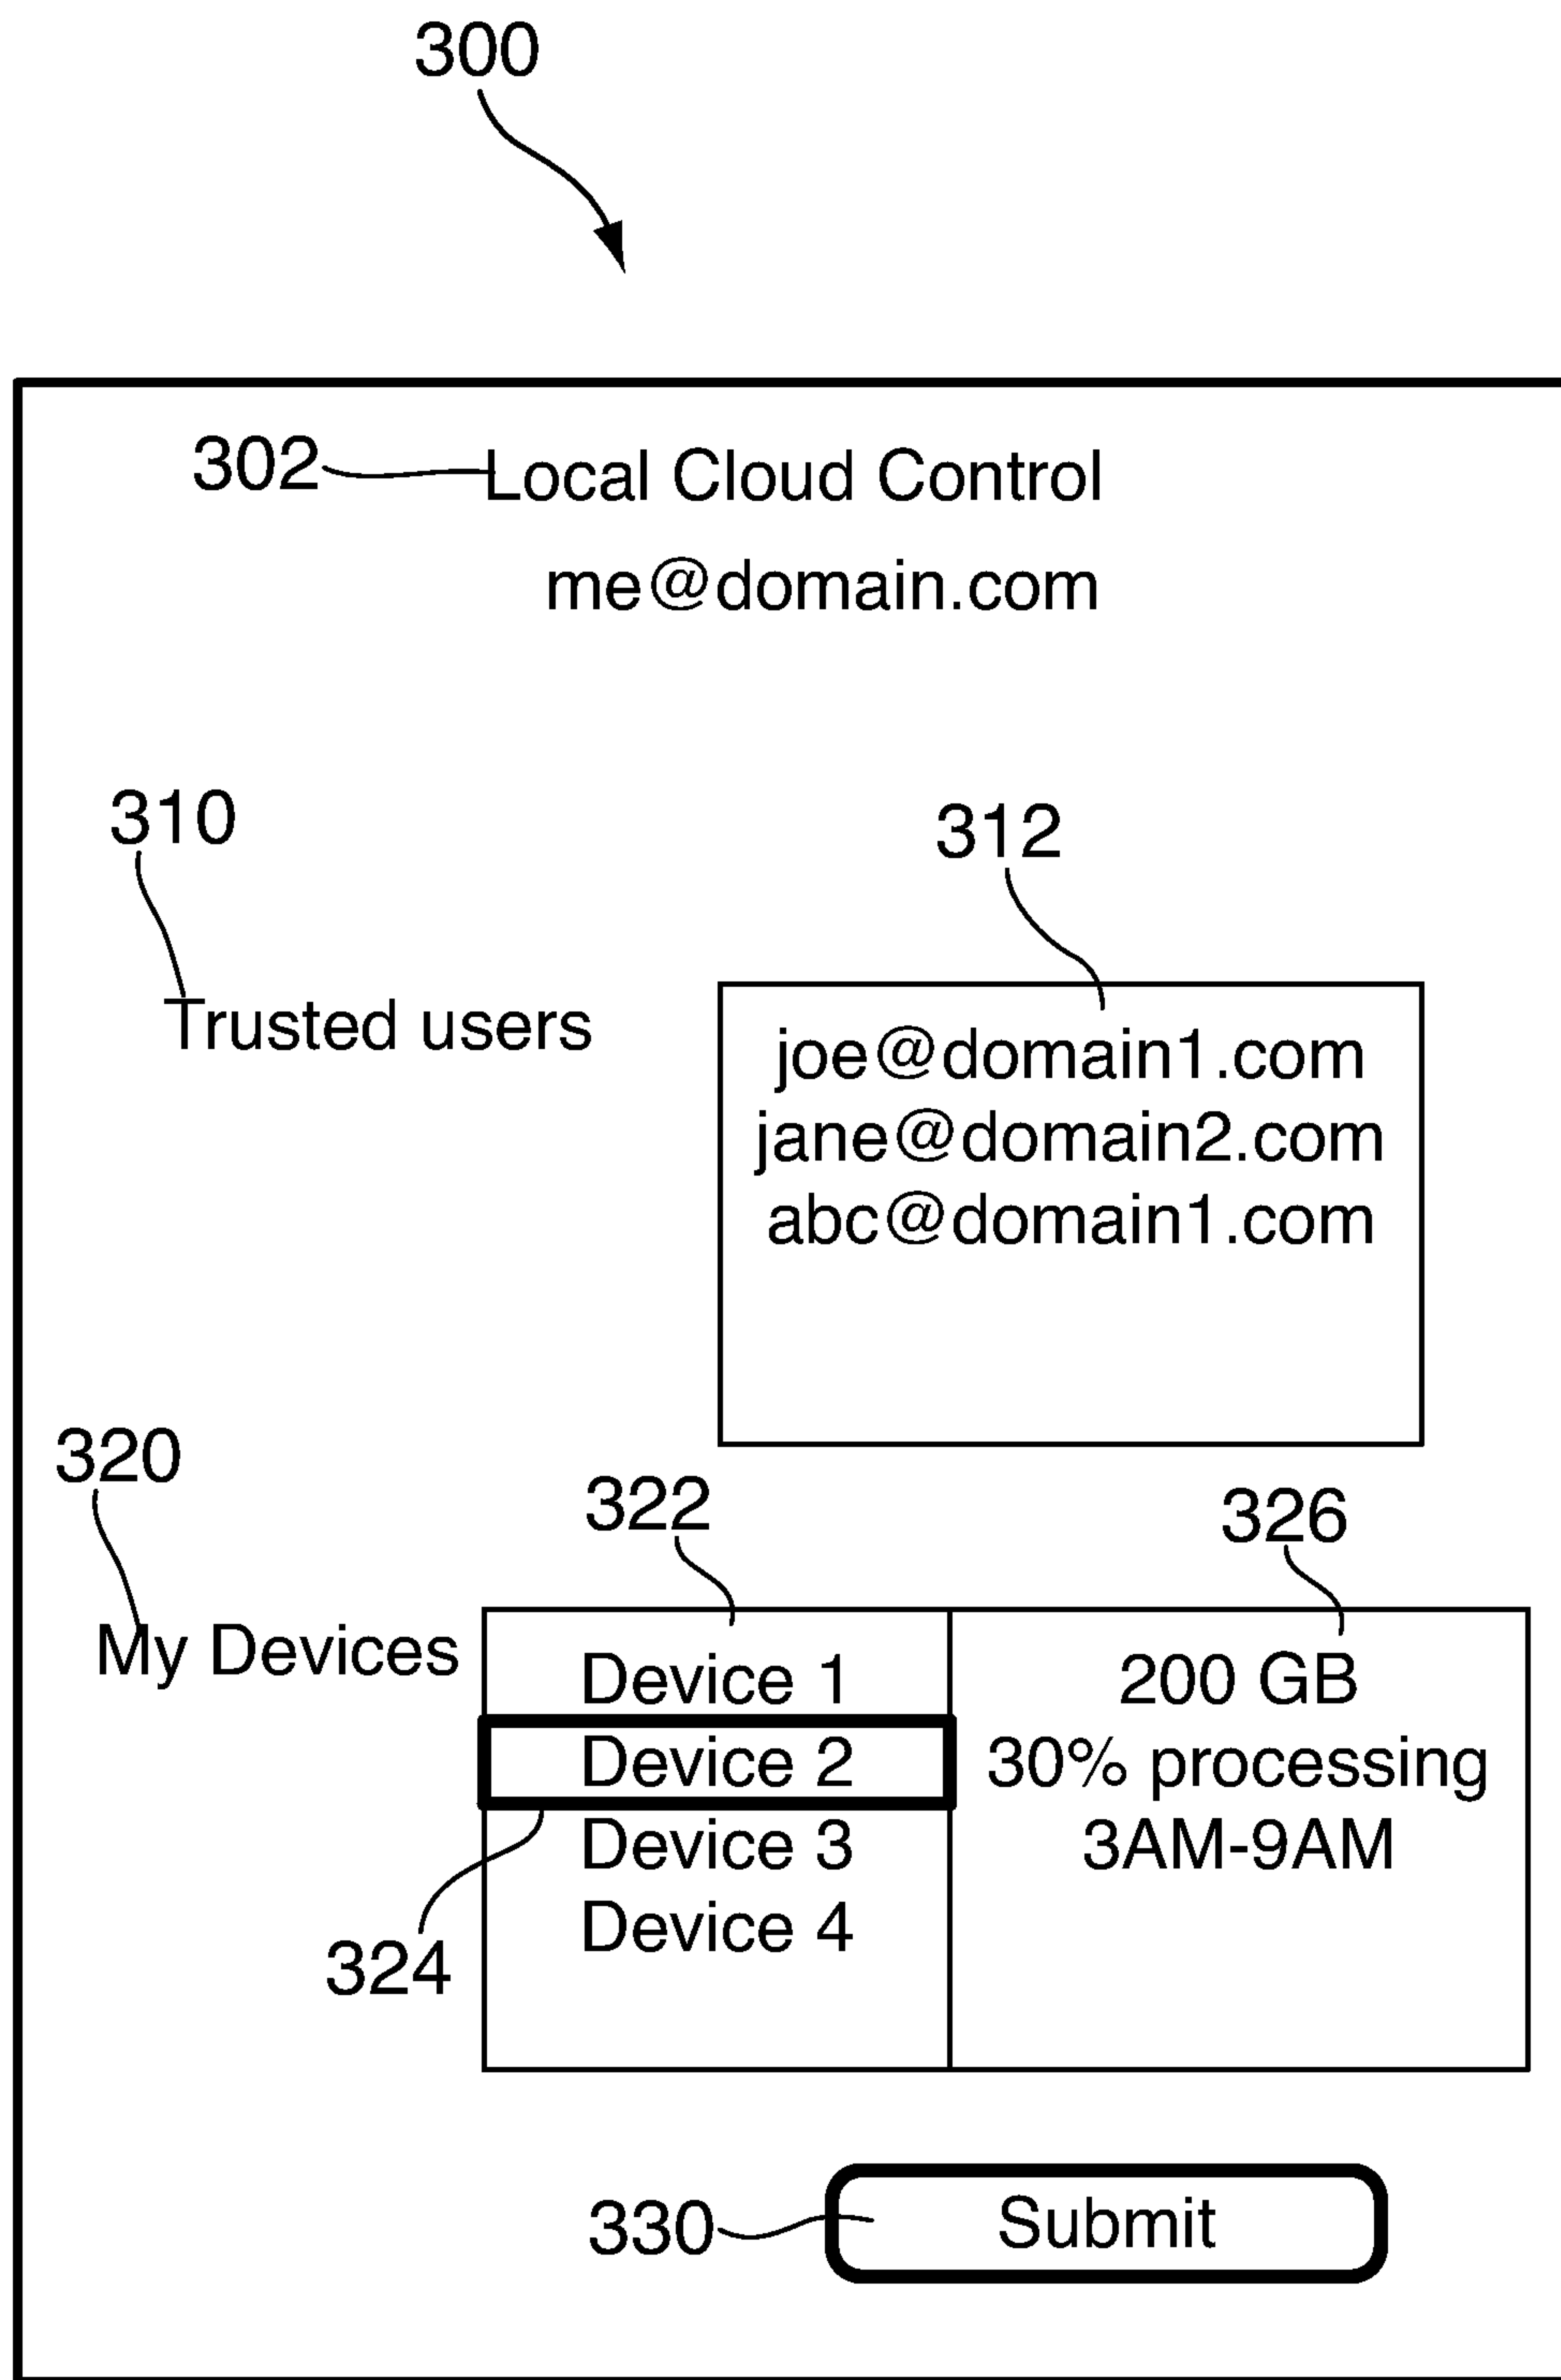 300
302 Local Cloud Control
me@domain.com
310
312
Trusted users
joe@domain1.com
jane@domain2.com
abc@domain1.com
320
322
326
My Devices
Device 1
Device 2
Device 3
Device 4
200 GB
30% processing
3AM-9AM
324
330 Submit